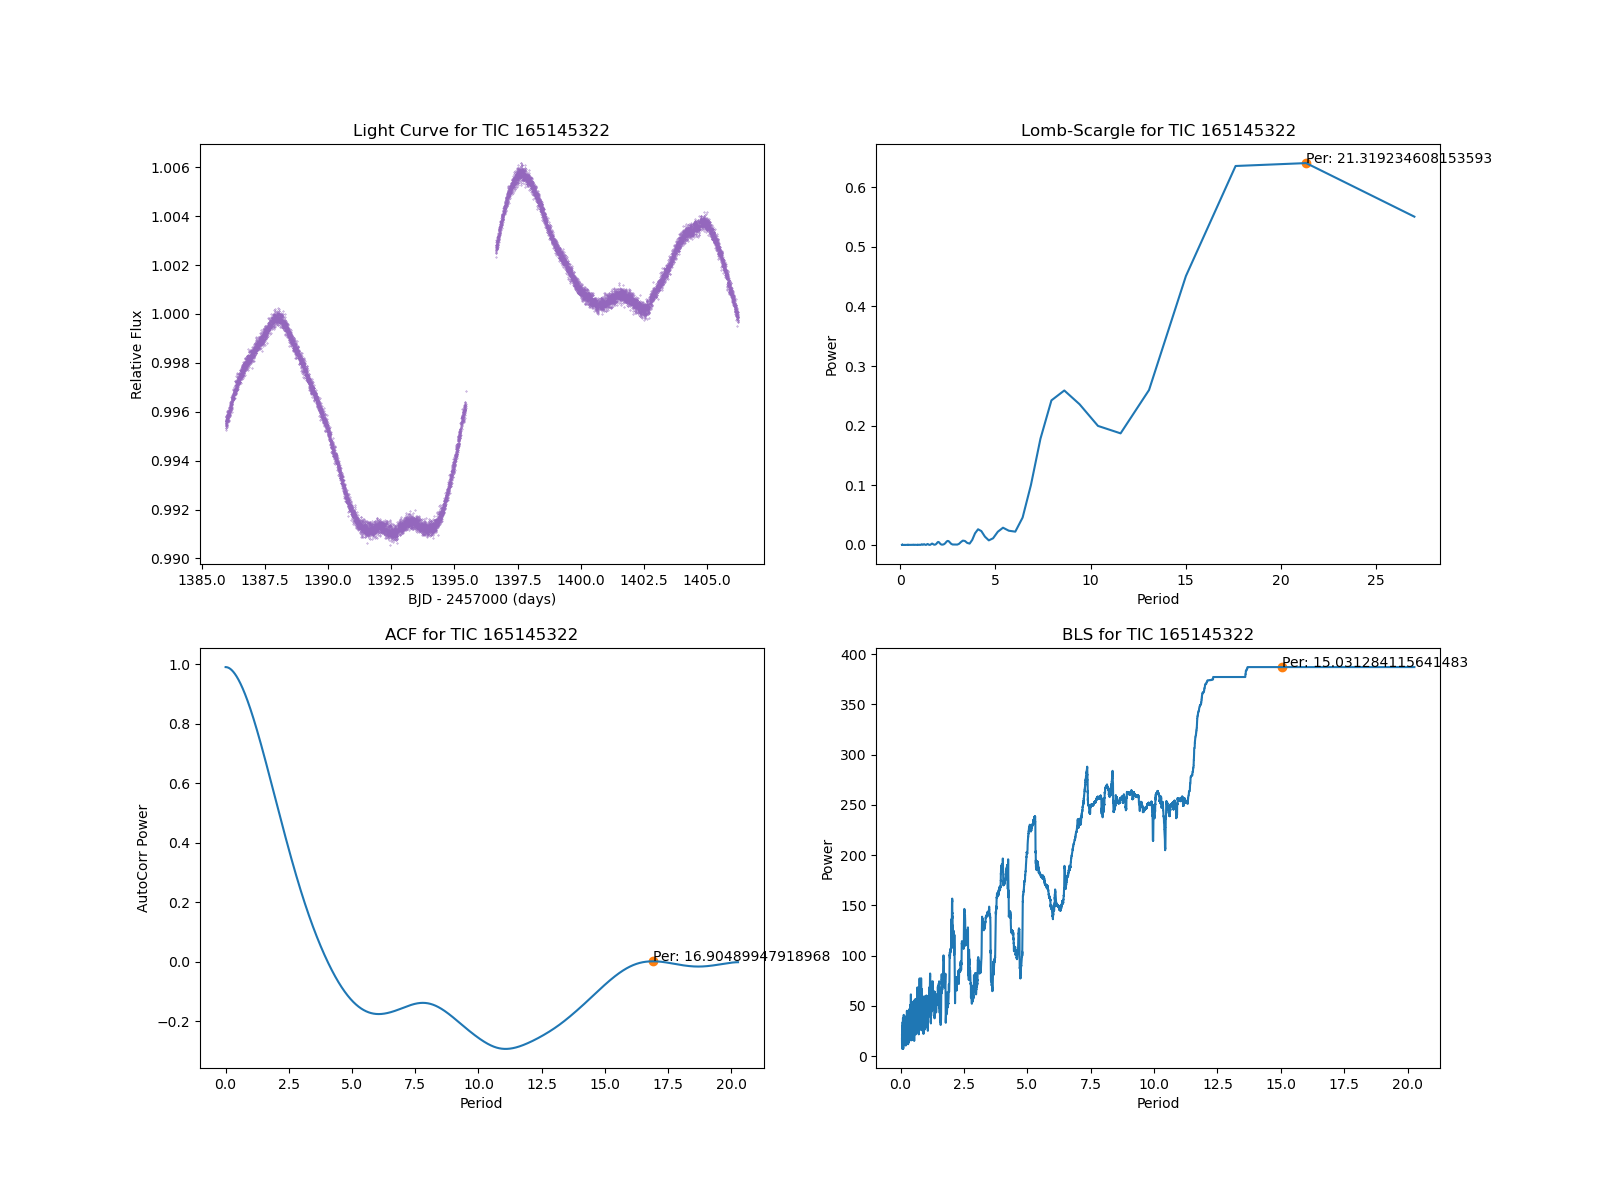 Light Curve for TIC 165145322
Relative Flux
1.006
1.004
1.002
1.000
0.998
0.996
0.994
0.992
0.990
1385.0 1387.5 1390.0 1392.5 1395.0 1397.5 1400.0 1402.5 1405.0
BJD - 2457000 (days)
Lomb-Scargle for TIC 165145322
Per: 21.319234608153593
Power
0.6
0.5
0.4
0.3
0.2
0.1
0.0
0 5 10 15 20 25
Period
ACF for TIC 165145322
AutoCorr Power
1.0
0.8
0.6
0.4
0.2
0.0
−0.2
Per: 16.90489947918968
0.0 2.5 5.0 7.5 10.0 12.5 15.0 17.5 20.0
Period
BLS for TIC 165145322
Per: 15.031284115641483
Power
400
350
300
250
200
150
100
50
0
0.0 2.5 5.0 7.5 10.0 12.5 15.0 17.5 20.0
Period